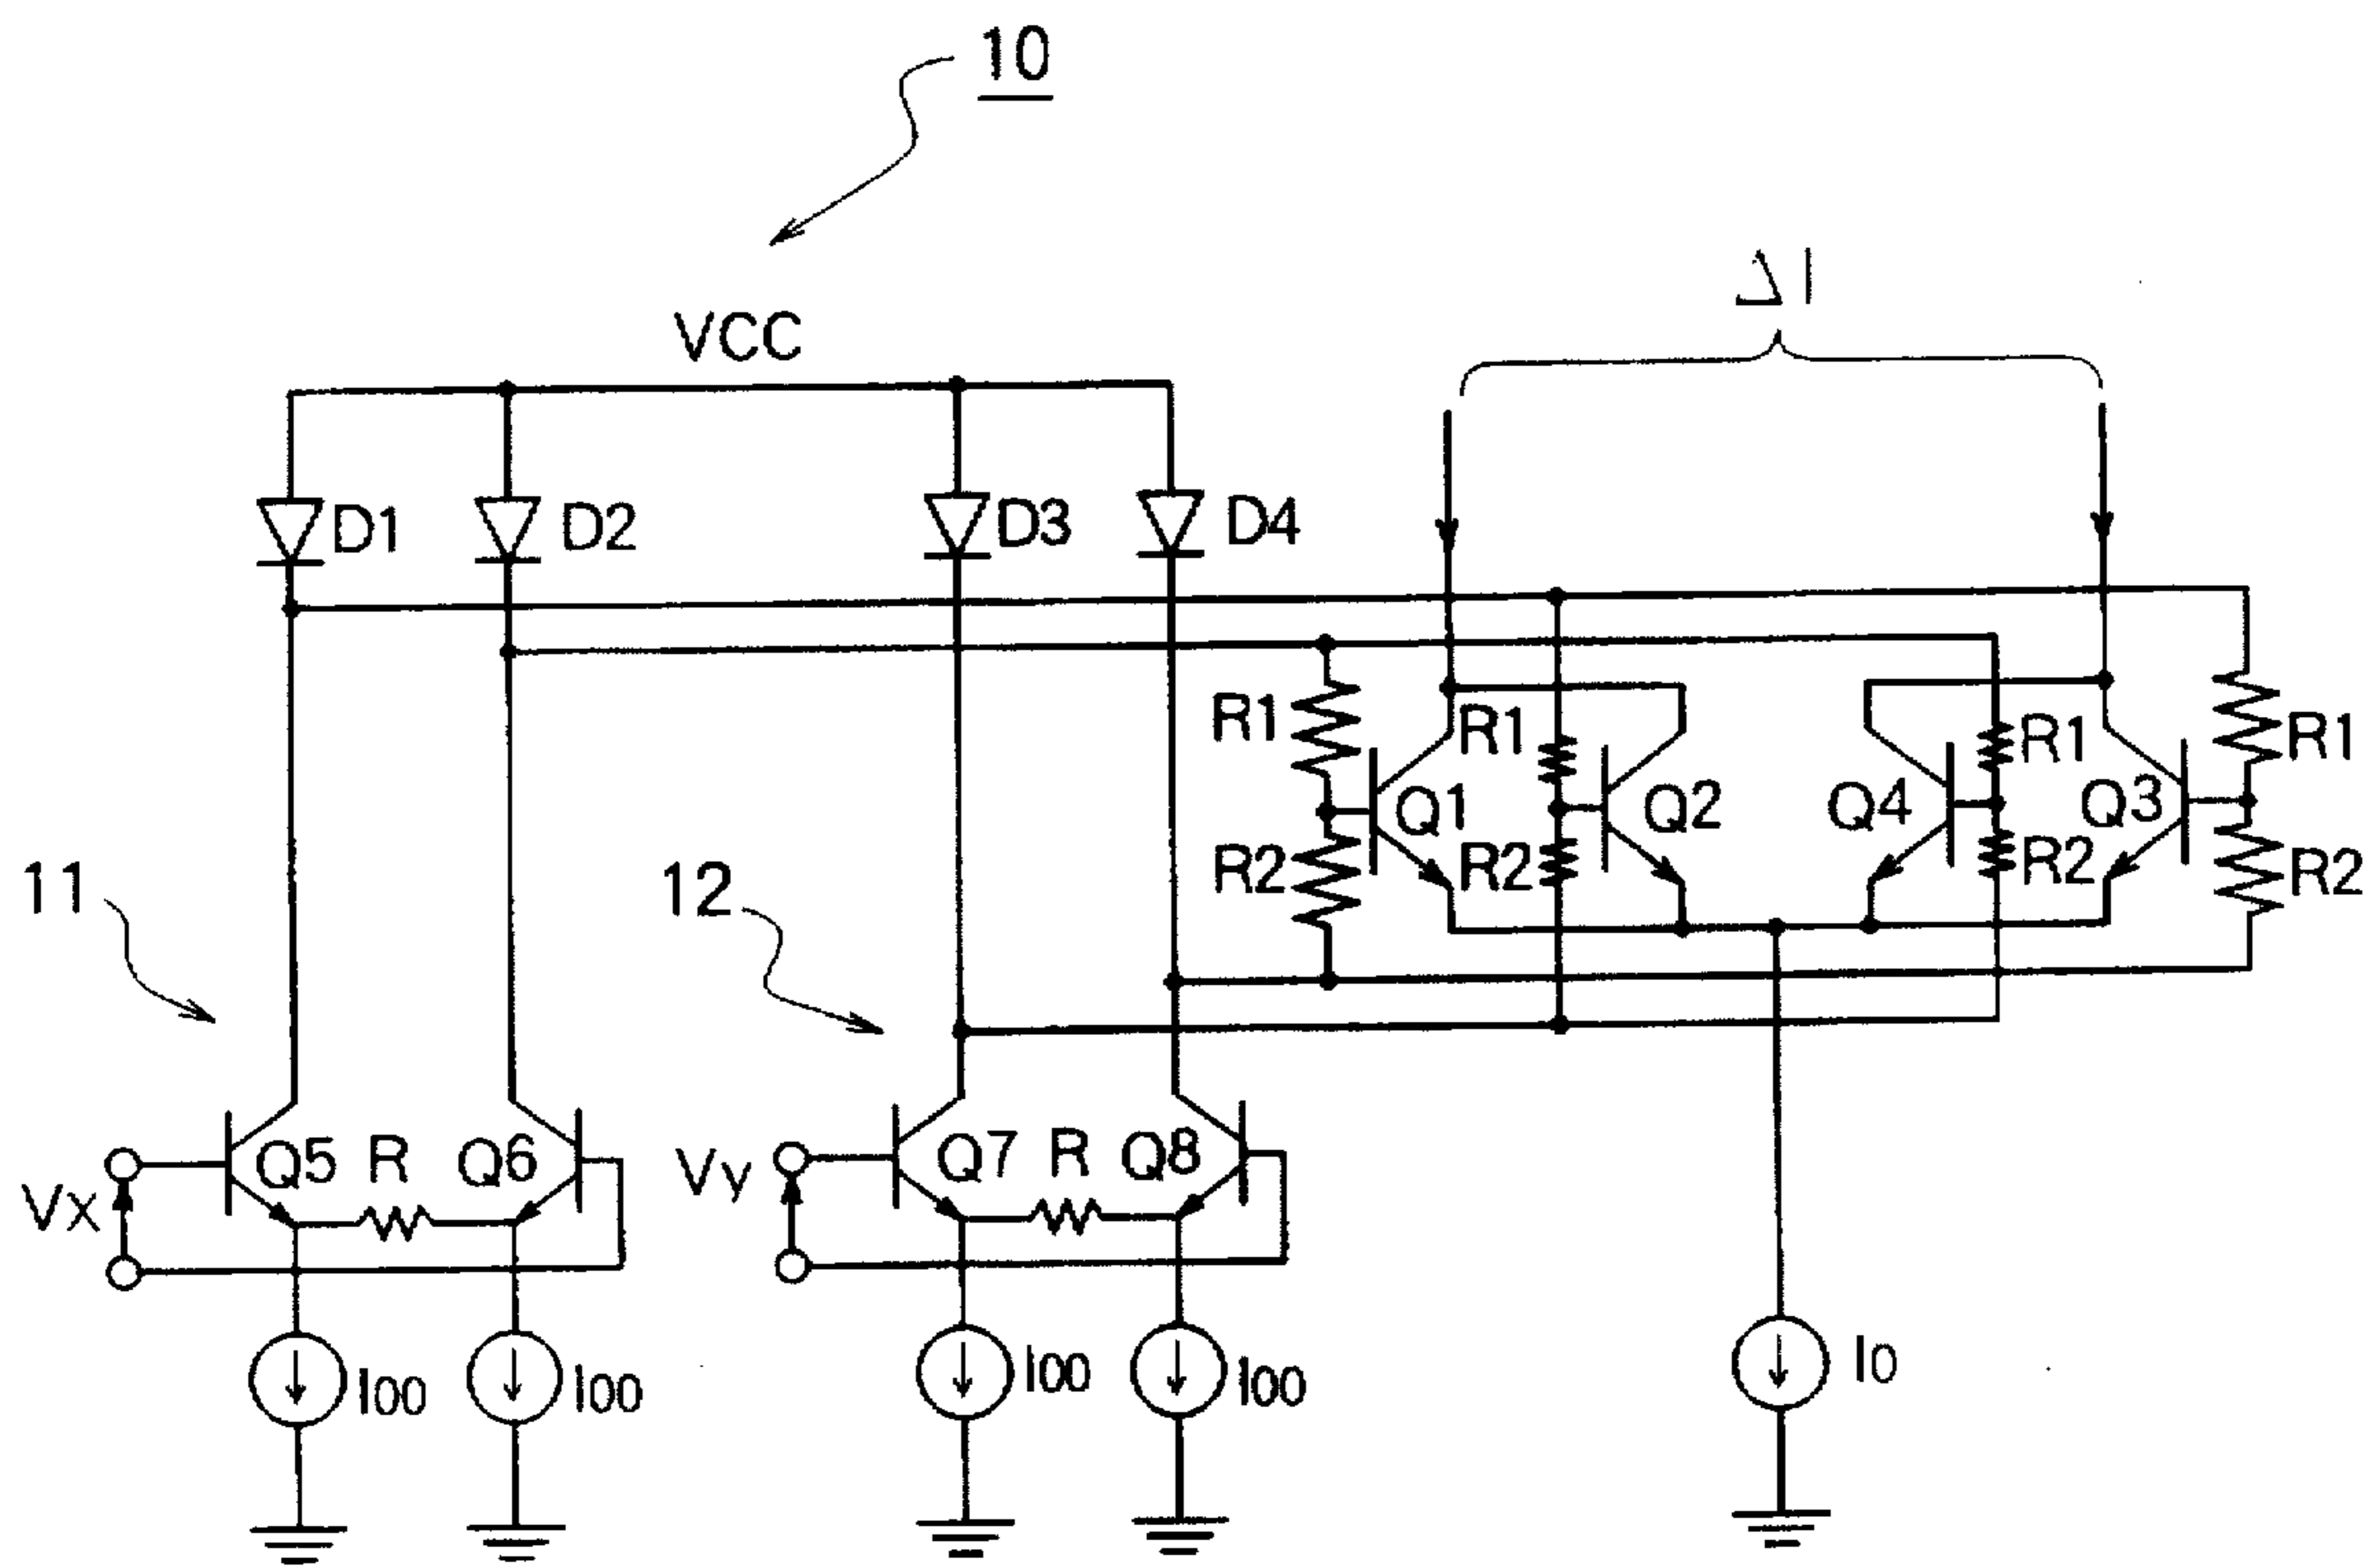 10
ΔI
VCC
D1 D2 D3 D4
R1 R1 R1 R1
Q1 Q2 Q4 Q3
R2 R2 R2 R2
11 12
Q5 R Q6 Q7 R Q8
Vx Vy
I00 I00 I00 I00 I0